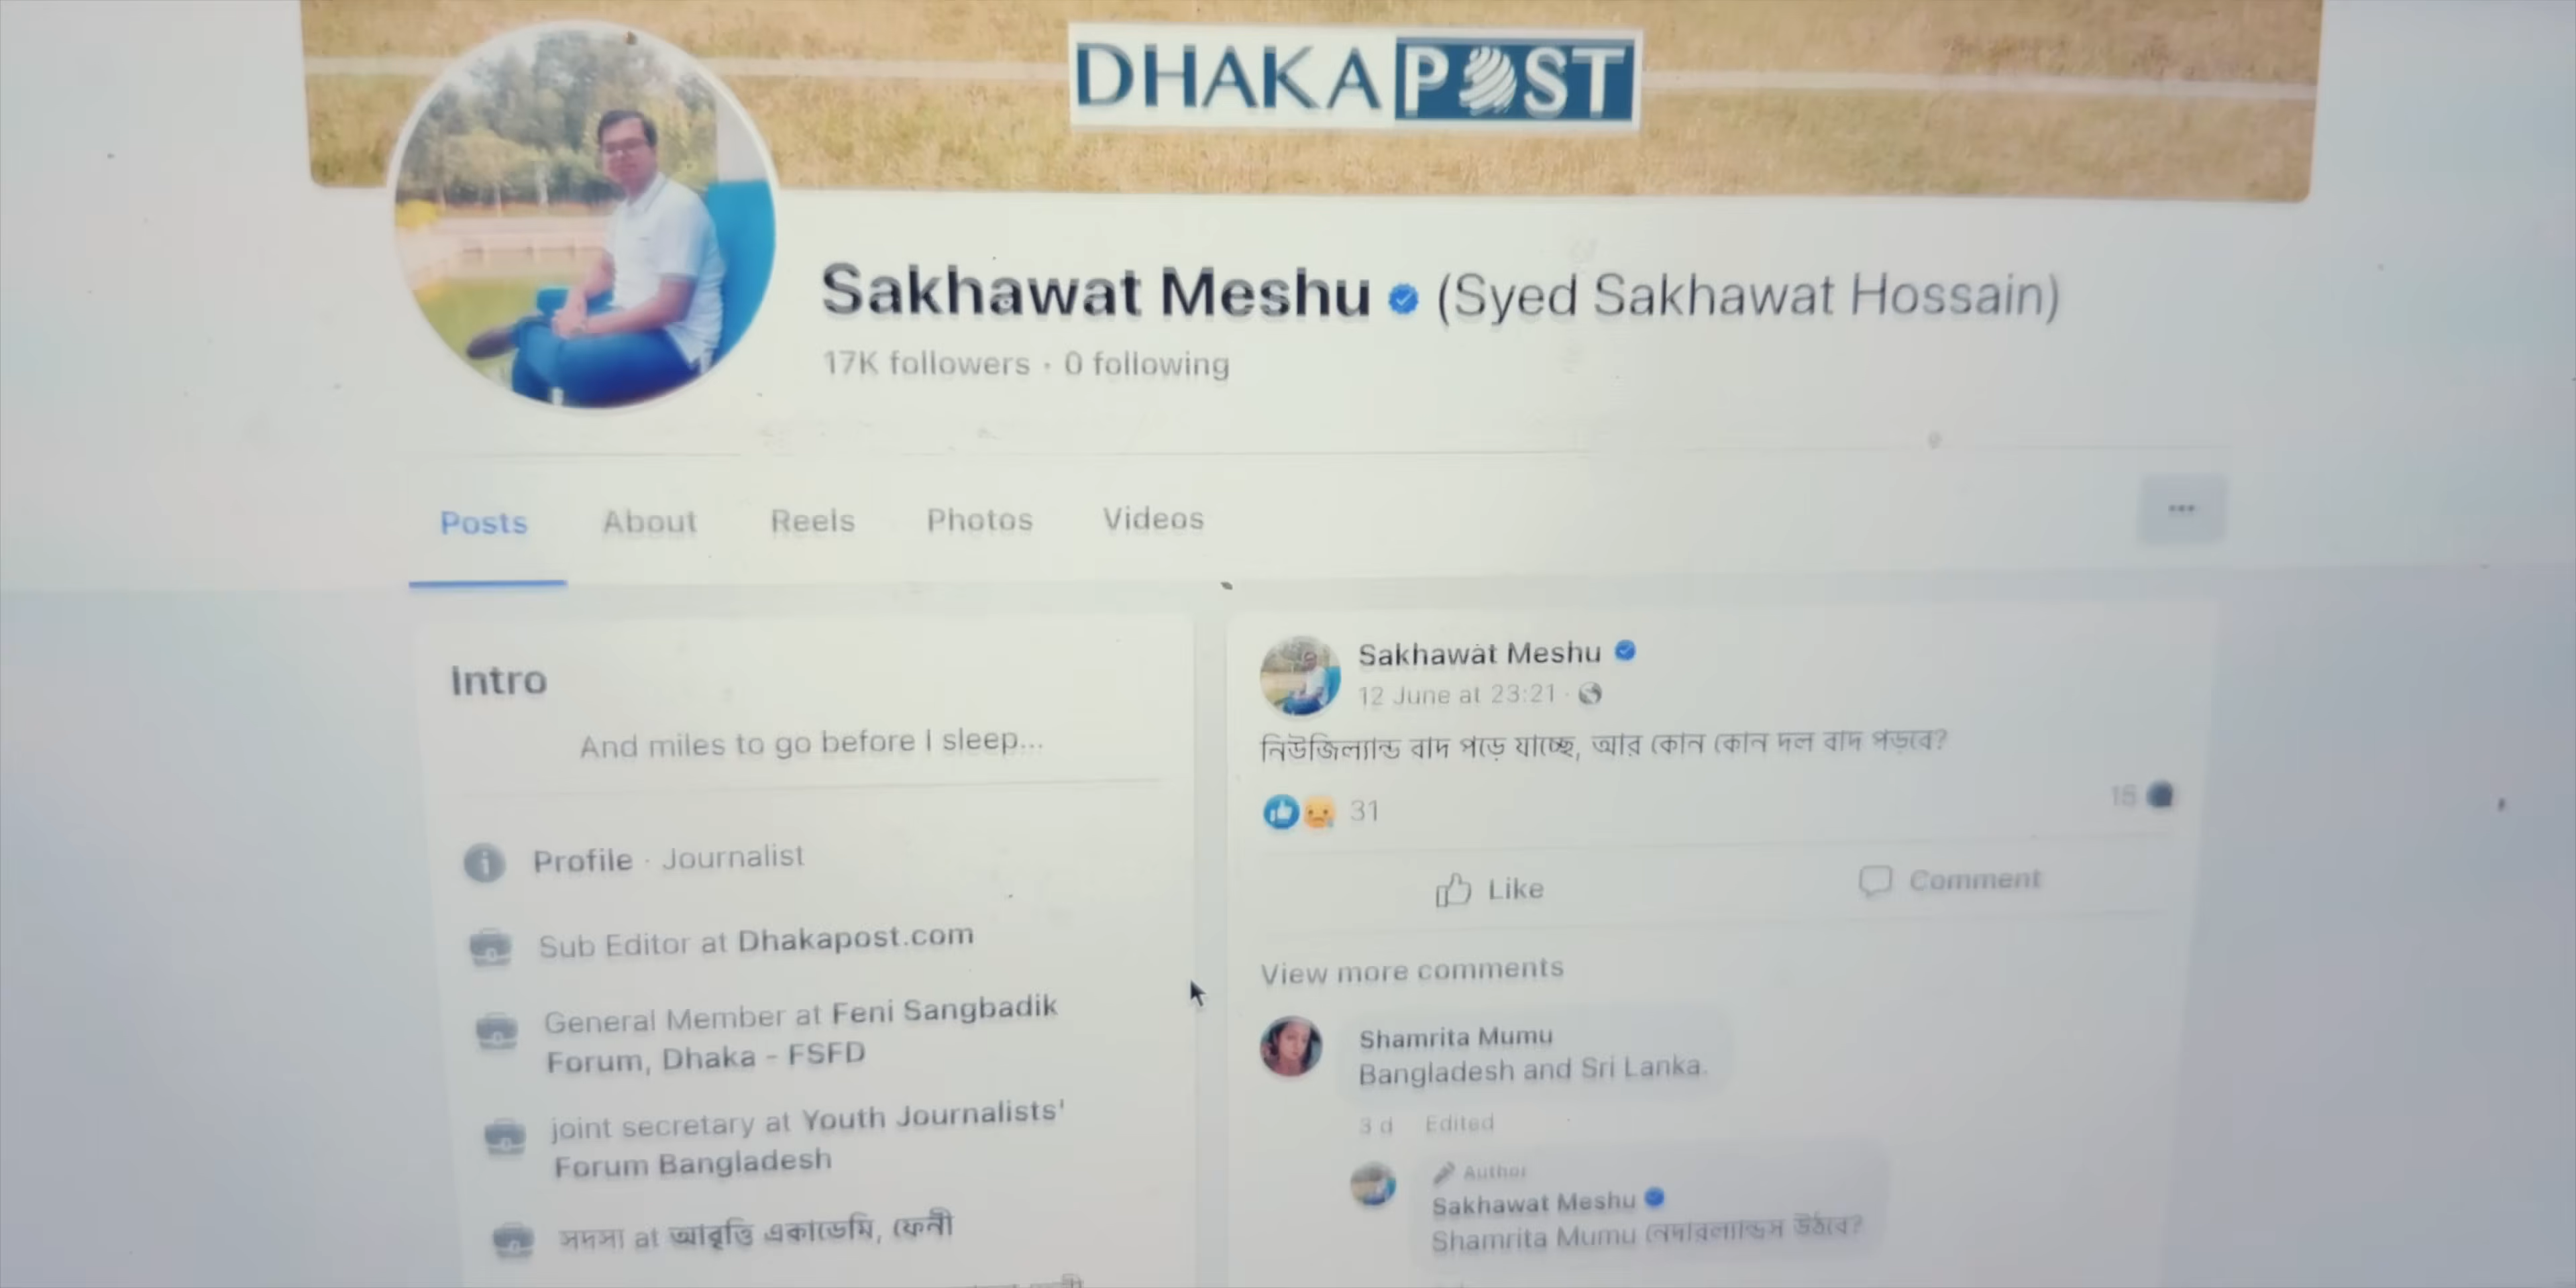 DHAKA POST
Sakhawat Meshu (Syed Sakhawat Hossain)
17K followers · 0 following
Posts About Reels Photos Videos
Intro
And miles to go before I sleep...
Profile · Journalist
Sub Editor at Dhakapost.com
General Member at Feni Sangbadik
Forum, Dhaka - FSFD
joint secretary at Youth Journalists'
Forum Bangladesh
সদস্য at আবৃত্তি একাডেমি, ফেনী
Sakhawat Meshu
12 June at 23:21 ·
নিউজিল্যান্ড বাদ পড়ে যাচ্ছে, আর কোন কোন দল বাদ পড়বে?
31
15
Like Comment
View more comments
Shamrita Mumu
Bangladesh and Sri Lanka.
3 d Edited
Author
Sakhawat Meshu
Shamrita Mumu নেদারল্যান্ডস উঠবে?